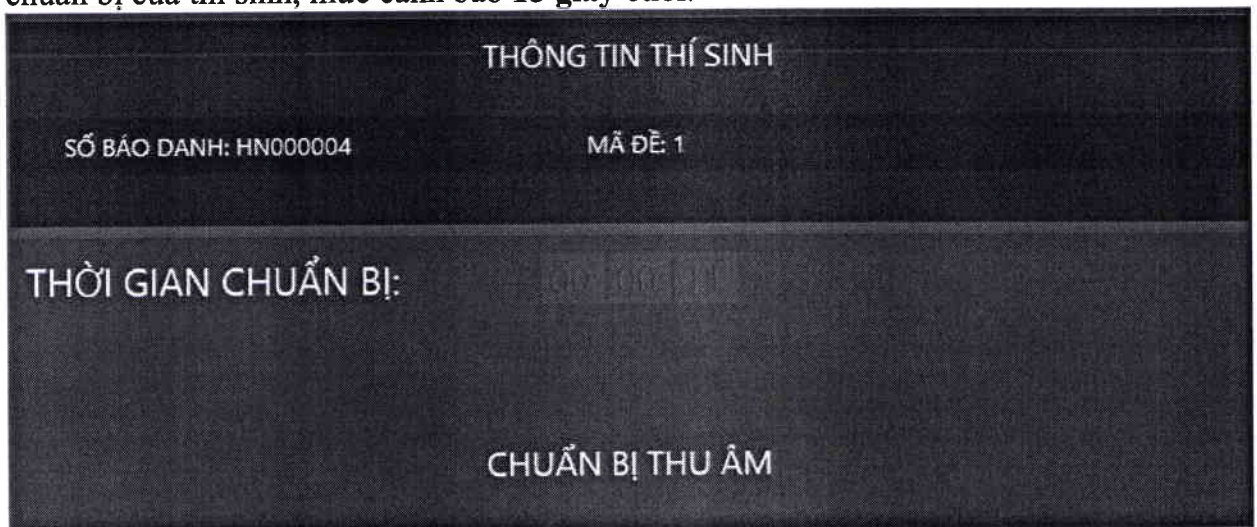 THÔNG TIN THÍ SINH
SỐ BÁO DANH: HN000004 MÃ ĐỀ: 1
THỜI GIAN CHUẨN BỊ:
CHUẨN BỊ THU ÂM